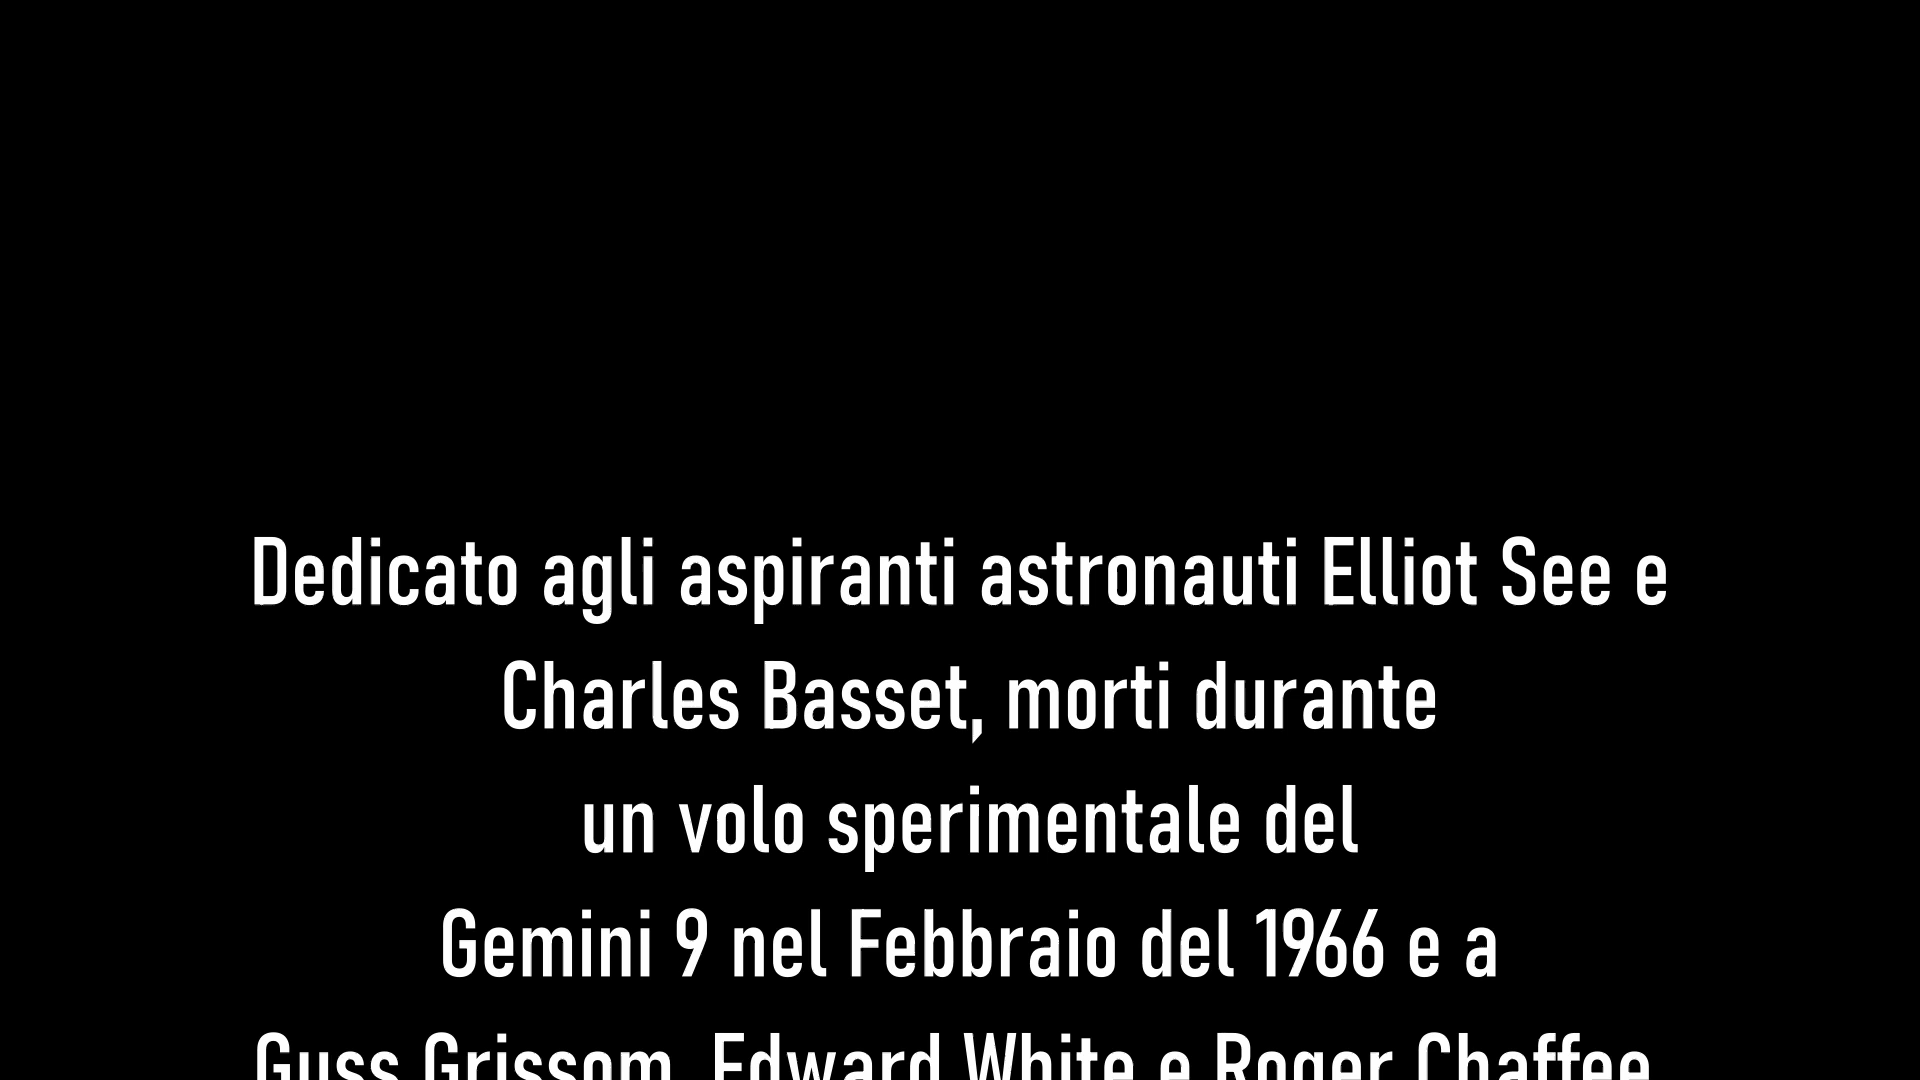 Dedicato agli aspiranti astronauti Elliot See e
Charles Basset, morti durante
un volo sperimentale del
Gemini 9 nel Febbraio del 1966 e a
Guss Grissom, Edward White e Roger Chaffee